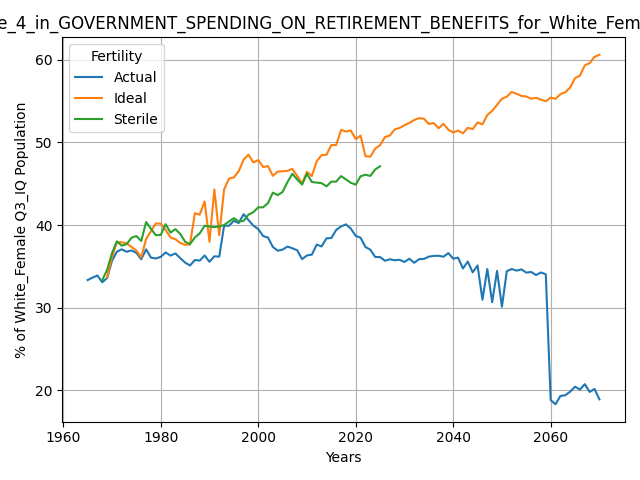 e_4_in_GOVERNMENT_SPENDING_ON_RETIREMENT_BENEFITS_for_White_Fem
Fertility
Actual
Ideal
Sterile
% of White_Female Q3_IQ Population
60
50
40
30
20
1960
1980
2000
2020
2040
2060
Years